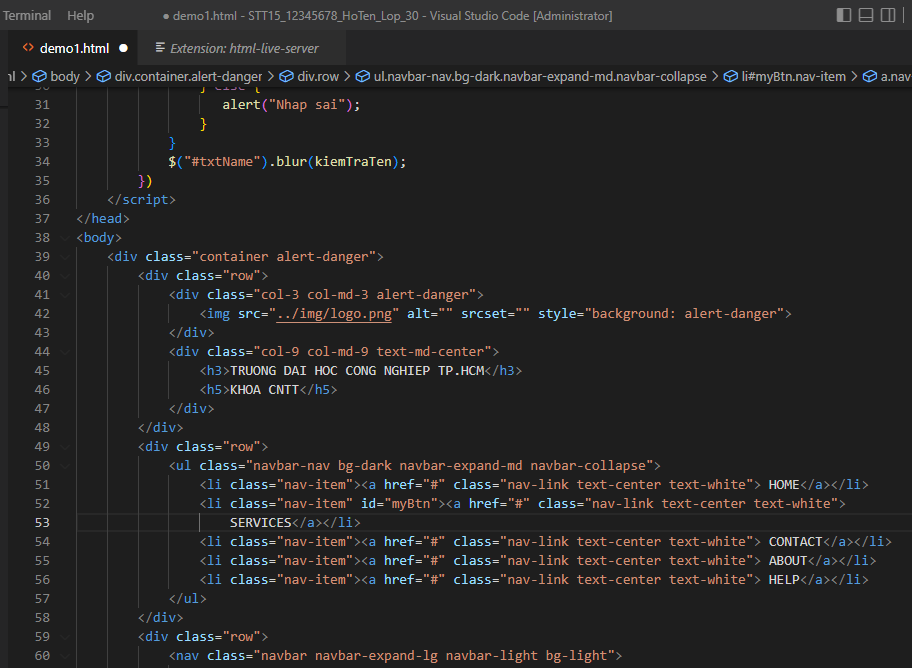 Terminal Help ● demo1.html - STT15_12345678_HoTen_Lop_30 - Visual Studio Code [Administrator]
<> demo1.html ● Extension: html-live-server
> body > div.container.alert-danger > div.row > ul.navbar-nav.bg-dark.navbar-expand-md.navbar-collapse > li#myBtn.nav-item > a.nav
30 } else {
31 alert("Nhap sai");
32 }
33 }
34 $("#txtName").blur(kiemTraTen);
35 })
36 </script>
37 </head>
38 <body>
39 <div class="container alert-danger">
40 <div class="row">
41 <div class="col-3 col-md-3 alert-danger">
42 <img src="../img/logo.png" alt="" srcset="" style="background: alert-danger">
43 </div>
44 <div class="col-9 col-md-9 text-md-center">
45 <h3>TRUONG DAI HOC CONG NGHIEP TP.HCM</h3>
46 <h5>KHOA CNTT</h5>
47 </div>
48 </div>
49 <div class="row">
50 <ul class="navbar-nav bg-dark navbar-expand-md navbar-collapse">
51 <li class="nav-item"><a href="#" class="nav-link text-center text-white"> HOME</a></li>
52 <li class="nav-item" id="myBtn"><a href="#" class="nav-link text-center text-white">
53 SERVICES</a></li>
54 <li class="nav-item"><a href="#" class="nav-link text-center text-white"> CONTACT</a></li>
55 <li class="nav-item"><a href="#" class="nav-link text-center text-white"> ABOUT</a></li>
56 <li class="nav-item"><a href="#" class="nav-link text-center text-white"> HELP</a></li>
57 </ul>
58 </div>
59 <div class="row">
60 <nav class="navbar navbar-expand-lg navbar-light bg-light">